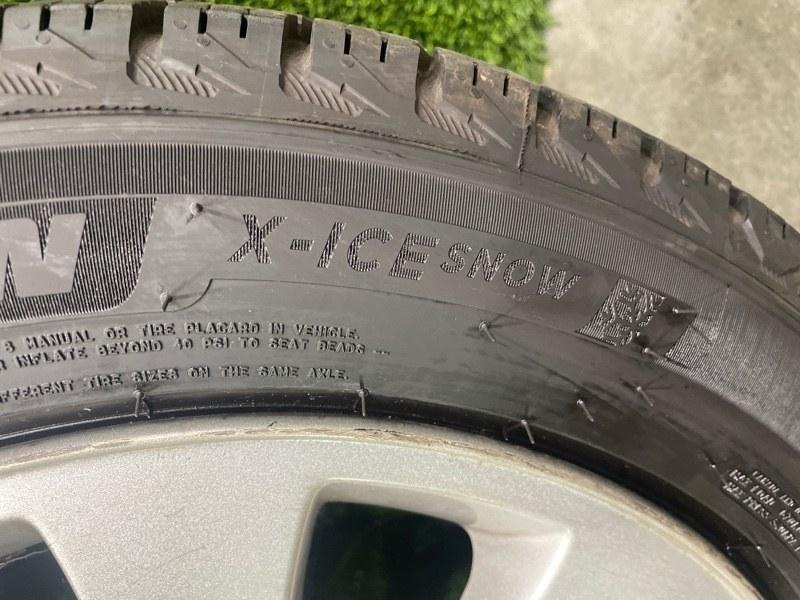 N X-ICE SNOW
S MANUAL OR TIRE PLACARD IN VEHICLE.
INFLATE BEYOND 40 PSI TO SEAT BEADS ...
FFERENT TIRE SIZES ON THE SAME AXLE.